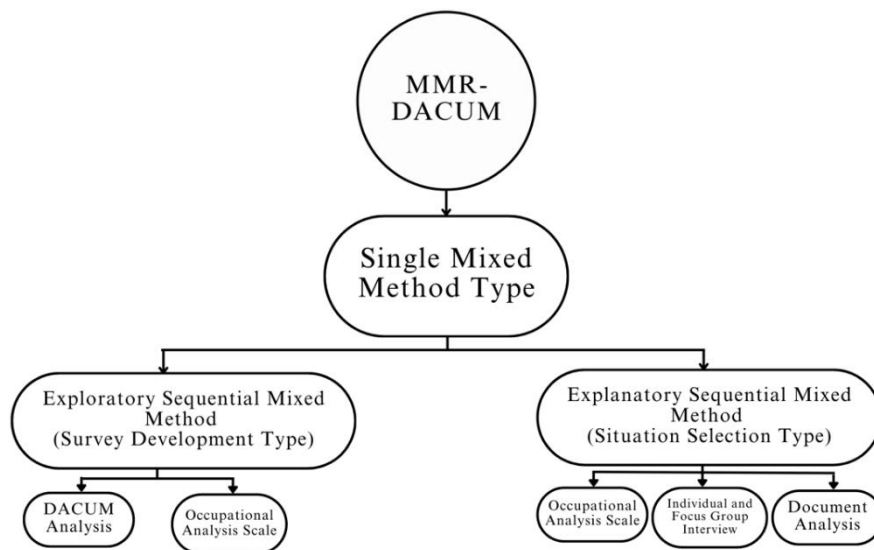 MMR-
DACUM
Single Mixed
Method Type
Exploratory Sequential Mixed
Method
(Survey Development Type)
Explanatory Sequential Mixed
Method
(Situation Selection Type)
DACUM
Analysis
Occupational
Analysis Scale
Occupational
Analysis Scale
Individual and
Focus Group
Interview
Document
Analysis